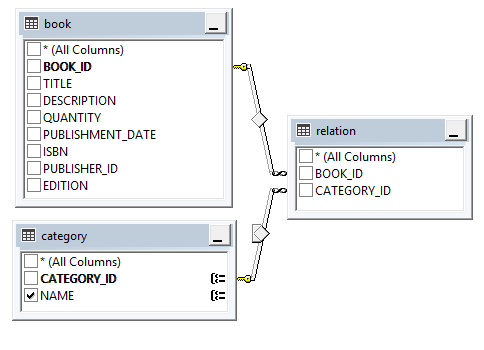 book
* (All Columns)
BOOK_ID
TITLE
DESCRIPTION
QUANTITY
PUBLISHMENT_DATE
ISBN
PUBLISHER_ID
EDITION
relation
* (All Columns)
BOOK_ID
CATEGORY_ID
category
* (All Columns)
CATEGORY_ID
NAME